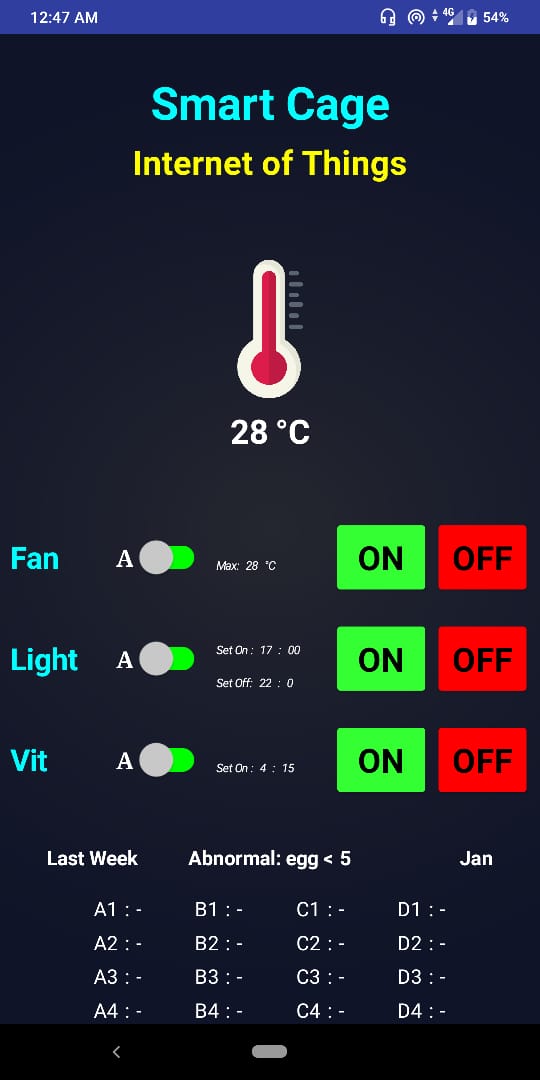 12:47 AM 4G 54%
Smart Cage
Internet of Things
28 °C
Fan A Max: 28 °C ON OFF
Light A Set On : 17 : 00 ON OFF
Set Off: 22 : 0
Vit A Set On : 4 : 15 ON OFF
Last Week Abnormal: egg < 5 Jan
A1 : - B1 : - C1 : - D1 : -
A2 : - B2 : - C2 : - D2 : -
A3 : - B3 : - C3 : - D3 : -
A4 : - B4 : - C4 : - D4 : -